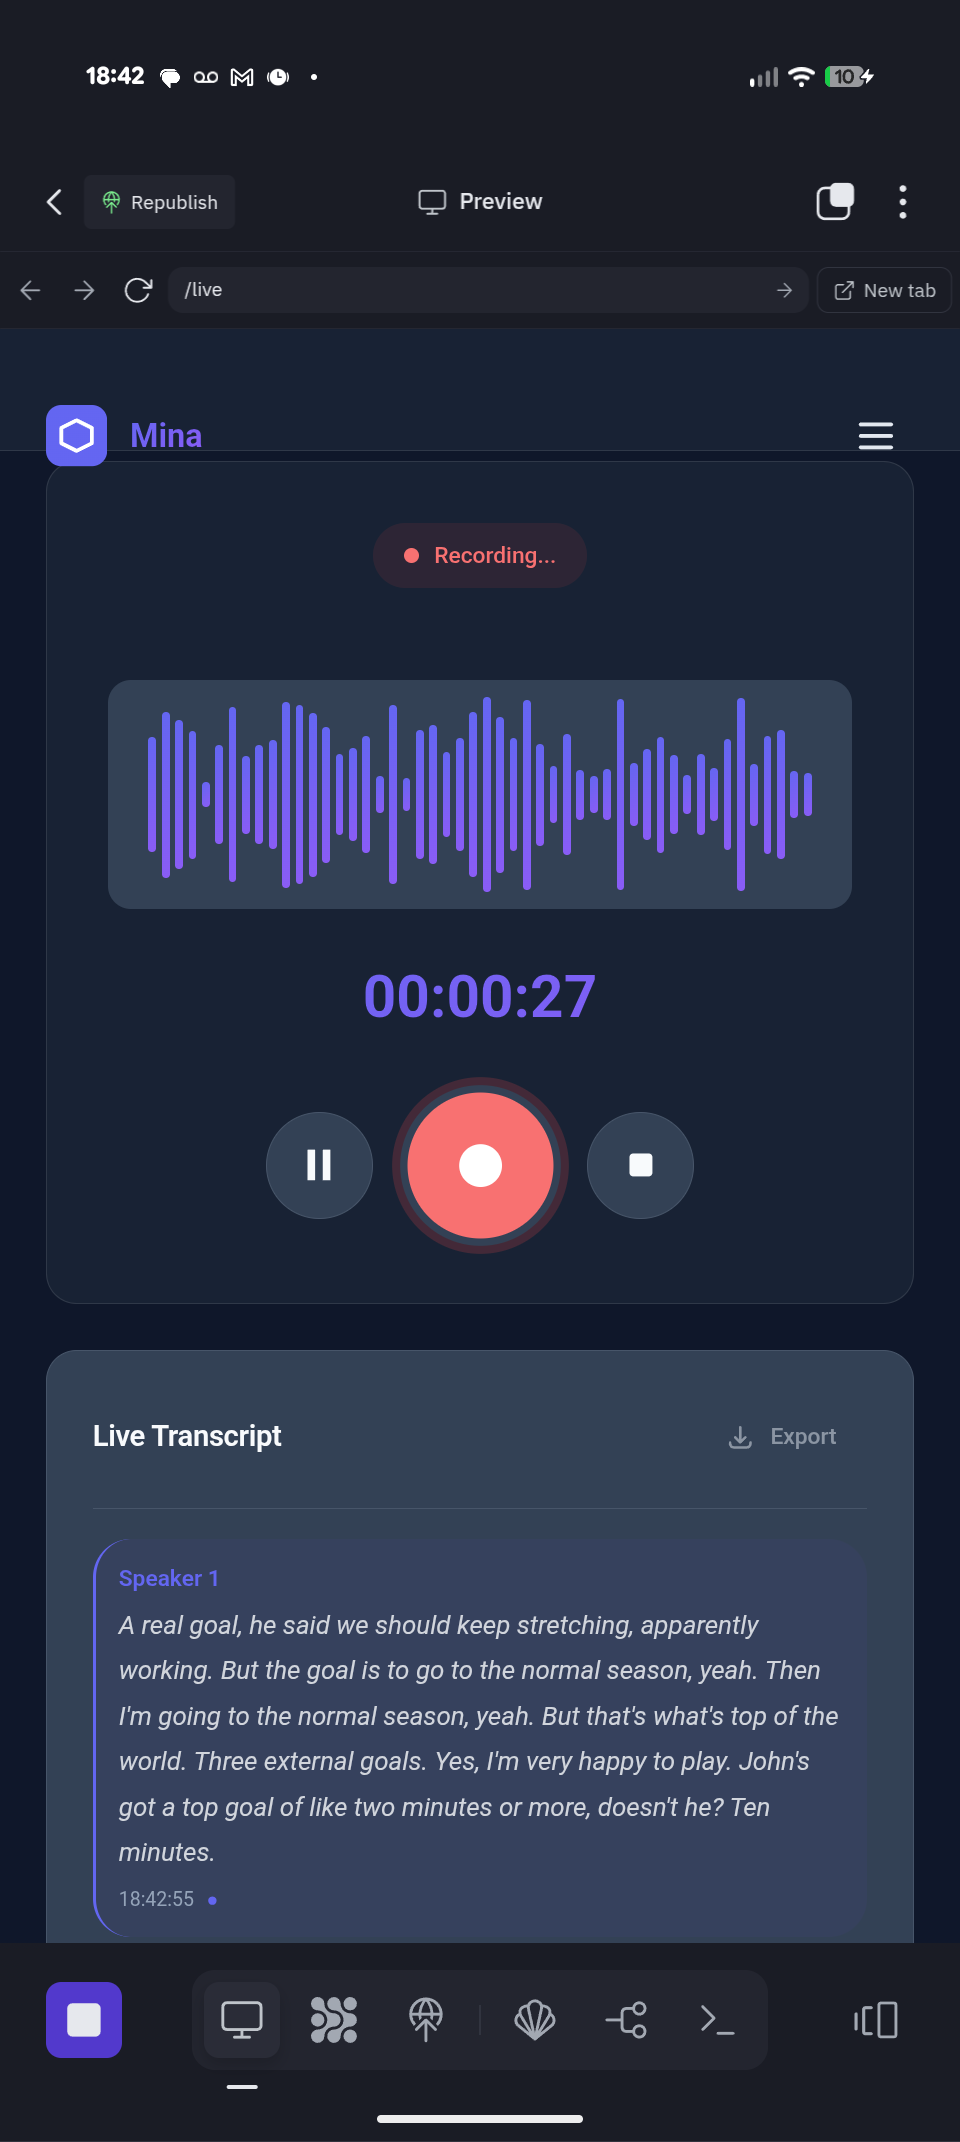 18:42
10
Republish
Preview
/live
New tab
Mina
Recording...
00:00:27
Live Transcript
Export
Speaker 1
A real goal, he said we should keep stretching, apparently
working. But the goal is to go to the normal season, yeah. Then
I'm going to the normal season, yeah. But that's what's top of the
world. Three external goals. Yes, I'm very happy to play. John's
got a top goal of like two minutes or more, doesn't he? Ten
minutes.
18:42:55